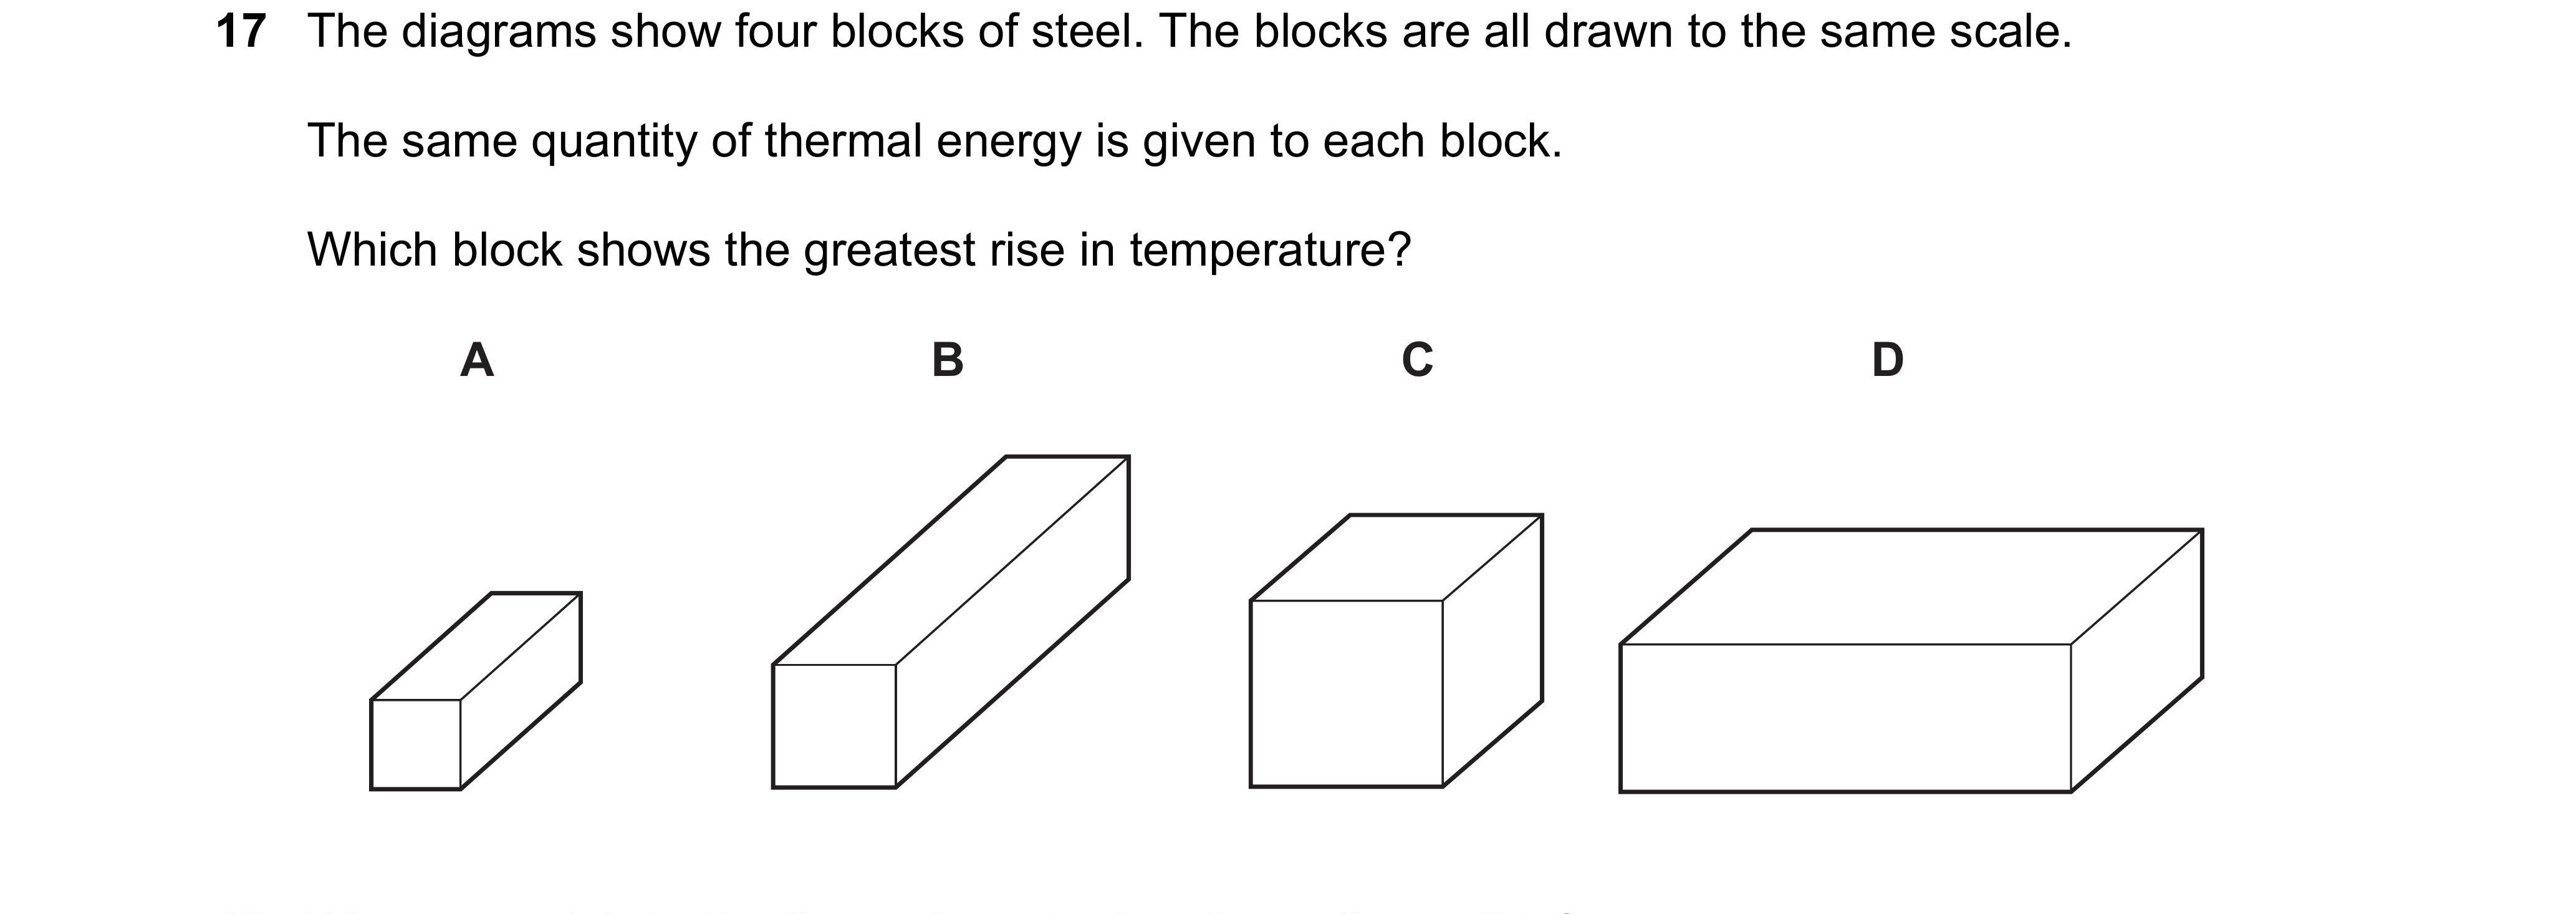 17 The diagrams show four blocks of steel. The blocks are all drawn to the same scale.
The same quantity of thermal energy is given to each block.
Which block shows the greatest rise in temperature?
A B C D